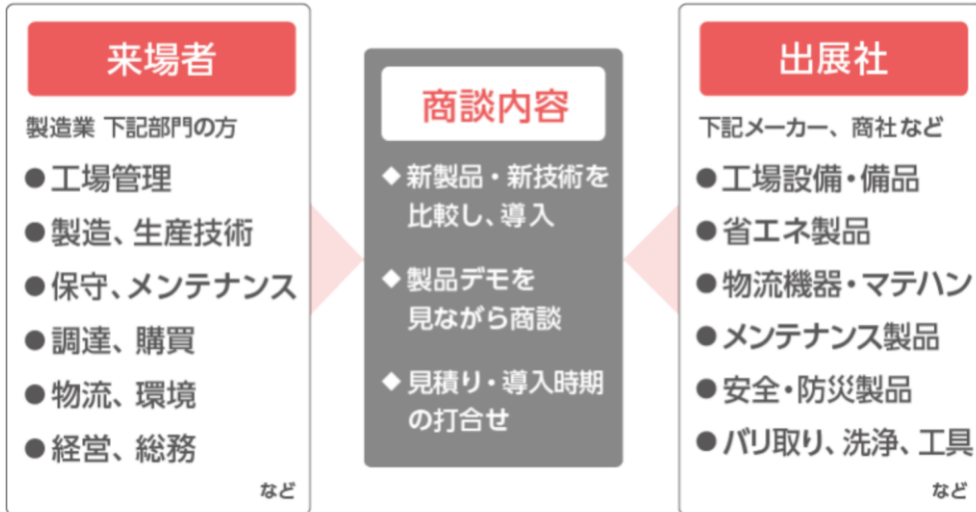 来場者
製造業 下記部門の方
●工場管理
●製造、生産技術
●保守、メンテナンス
●調達、購買
●物流、環境
●経営、総務
など
商談内容
◆新製品・新技術を
比較し、導入
◆製品デモを
見ながら商談
◆見積り・導入時期
の打合せ
出展社
下記メーカー、商社など
●工場設備・備品
●省エネ製品
●物流機器・マテハン
●メンテナンス製品
●安全・防災製品
●バリ取り、洗浄、工具
など